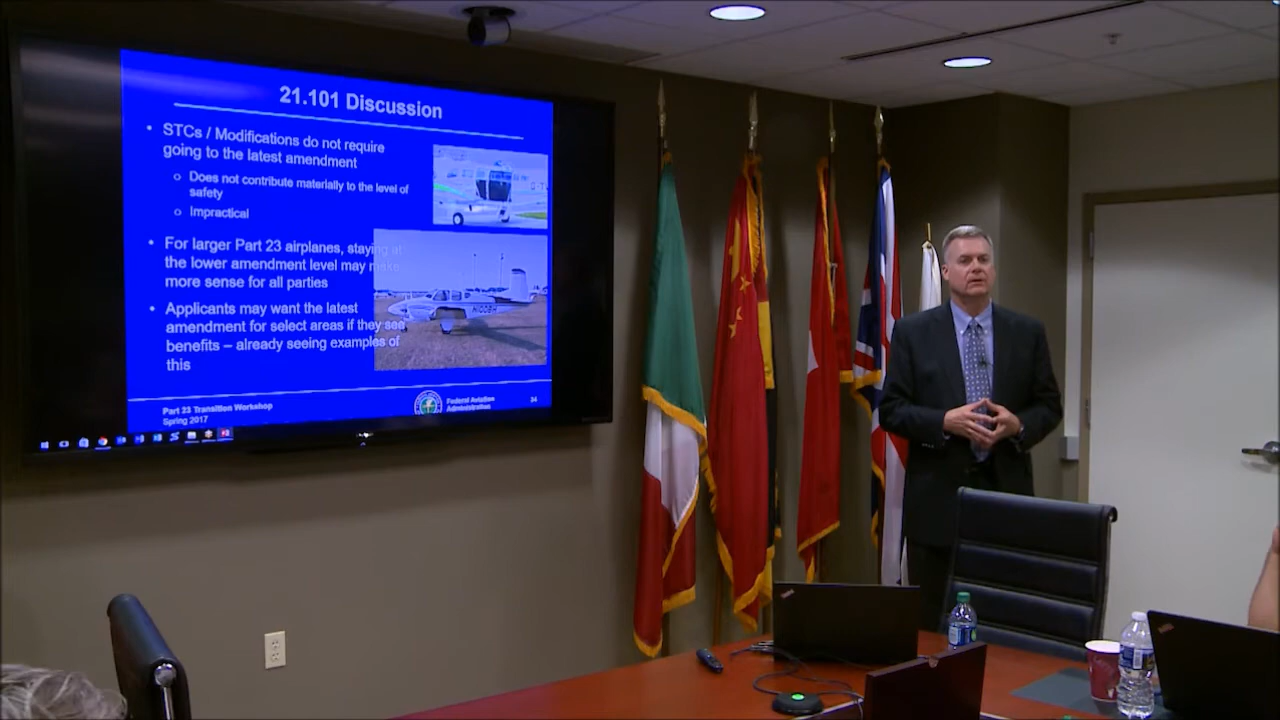 21.101 Discussion
• STCs / Modifications do not require
going to the latest amendment
o Does not contribute materially to the level of
safety
o Impractical
• For larger Part 23 airplanes, staying at
the lower amendment level may make
more sense for all parties
• Applicants may want the latest
amendment for select areas if they see
benefits – already seeing examples of
this
Part 23 Transition Workshop
Spring 2017
Federal Aviation
Administration
34